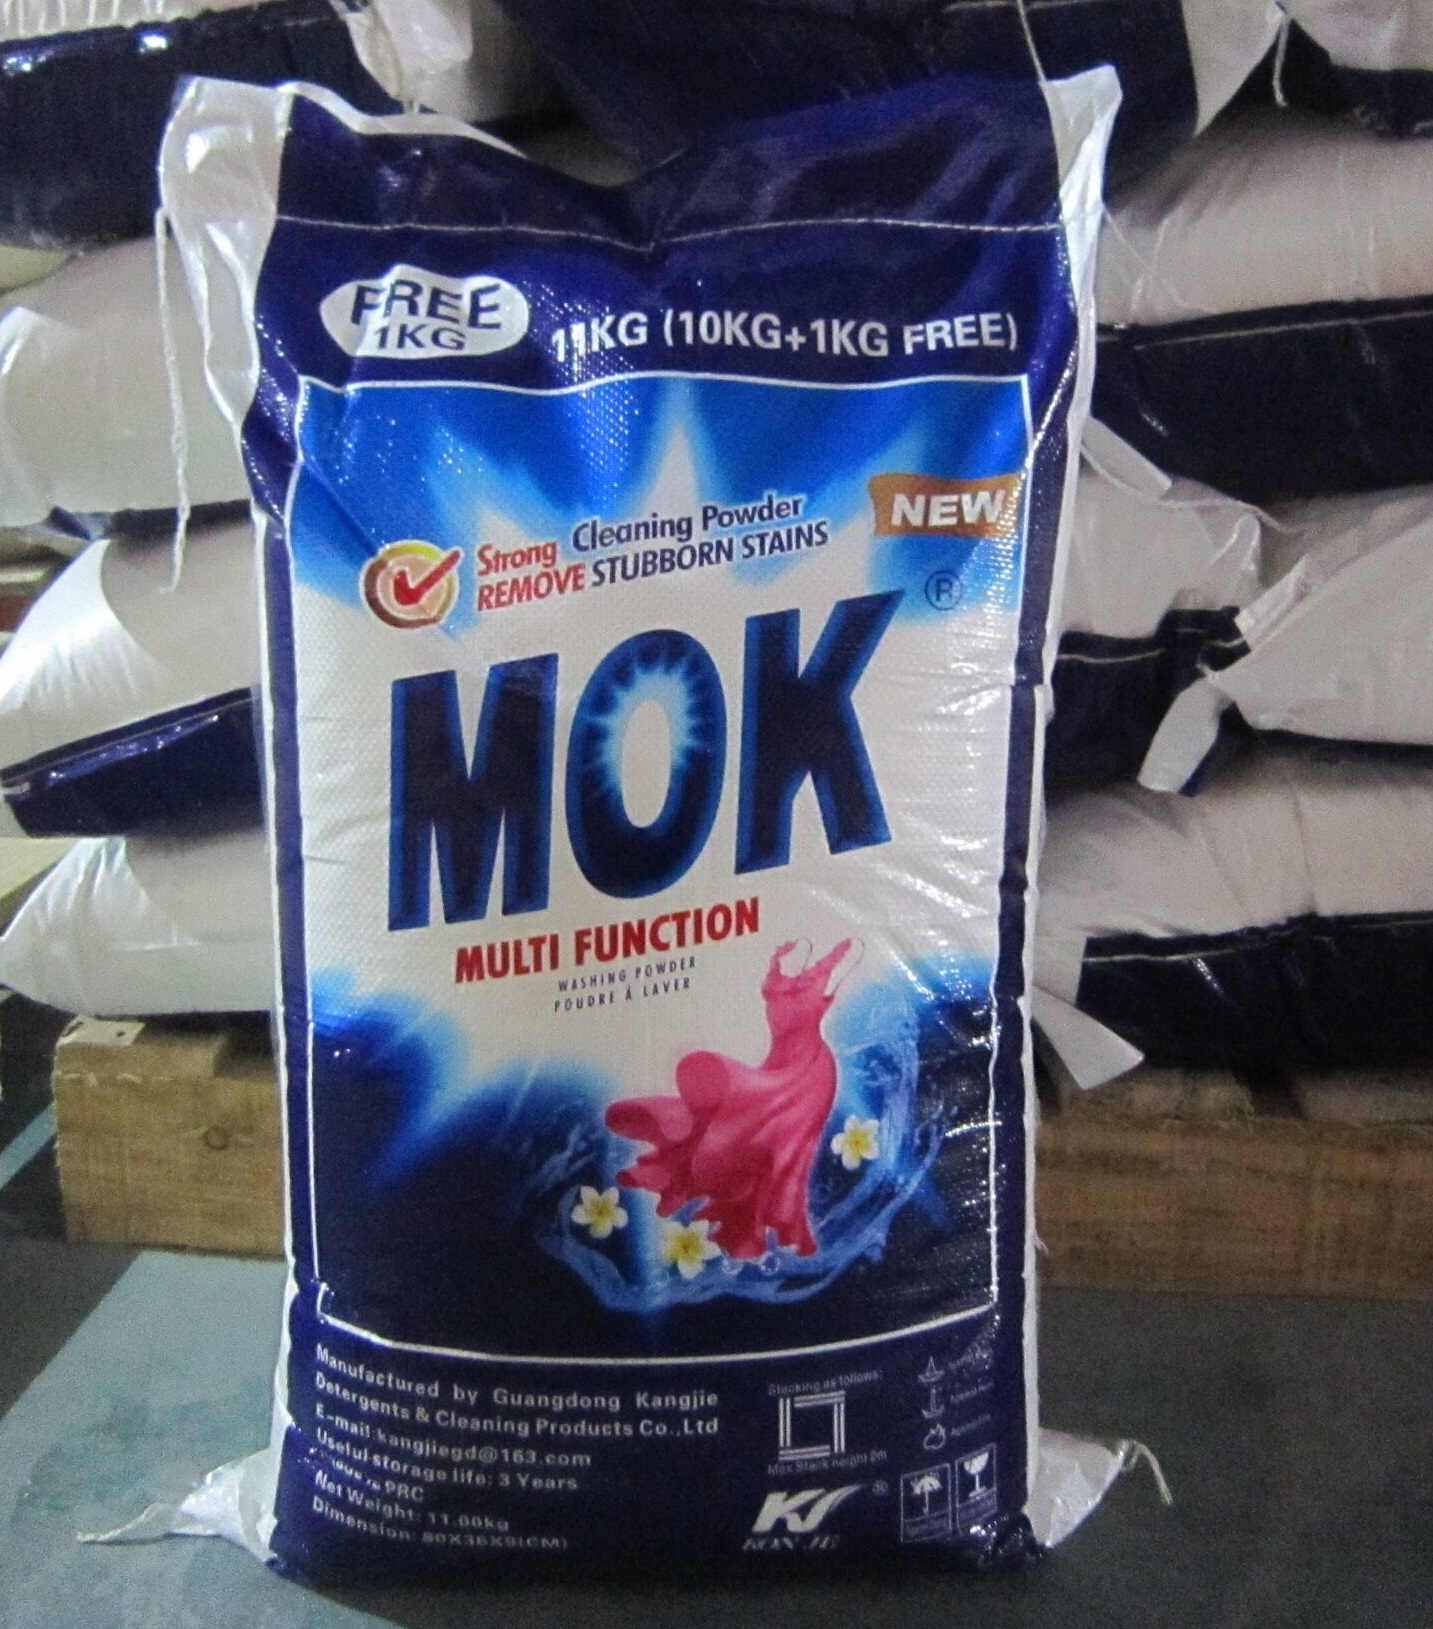 FREE
1KG
11KG (10KG+1KG FREE)
NEW
Strong Cleaning Powder
REMOVE STUBBORN STAINS
MOK
®
MULTI FUNCTION
WASHING POWDER
POUDRE À LAVER
Manufactured by Guangdong Kangjie
Detergents & Cleaning Products Co.,Ltd
E-mail:kangjiegd@163.com
Useful storage life: 3 Years
PRC
Net Weight: 11.00kg
Dimension: 80X36X9(CM)
Stacking as follows:
Max Stack height 2m
KJ ®